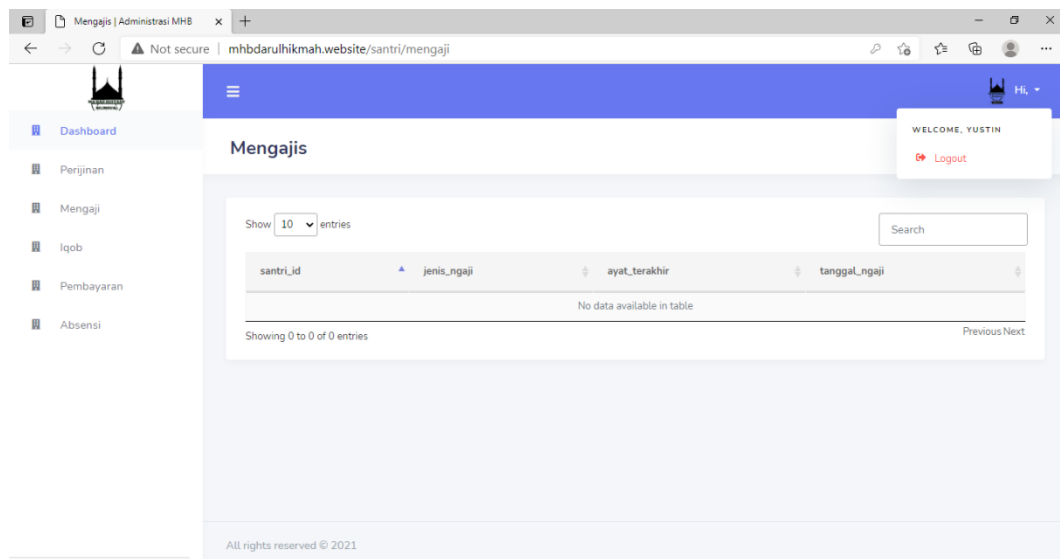 Mengajis | Administrasi MHB
Not secure | mhbdarulhikmah.website/santri/mengaji
Hi,
WELCOME, YUSTIN
Logout
Dashboard
Perijinan
Mengaji
Iqob
Pembayaran
Absensi
Mengajis
Show 10 entries
Search
santri_id jenis_ngaji ayat_terakhir tanggal_ngaji
No data available in table
Showing 0 to 0 of 0 entries
Previous Next
All rights reserved © 2021